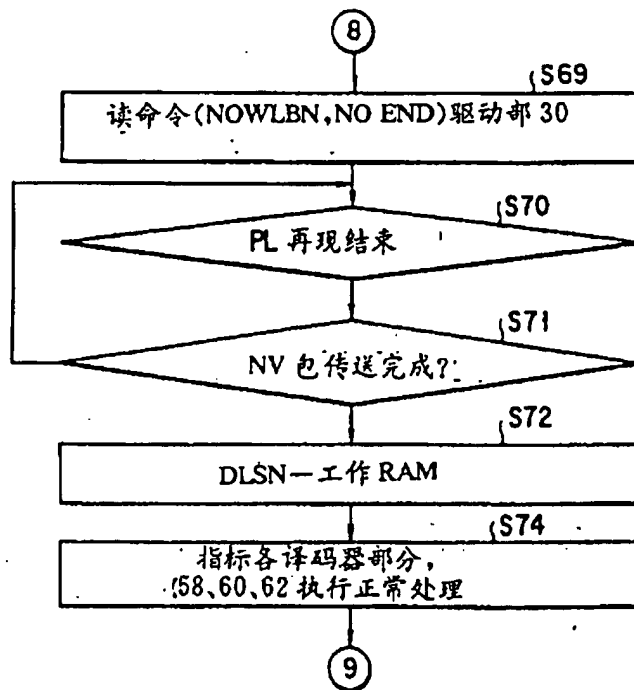 8
S69
读命令(NOWLBN,NO END)驱动部 30
S70
PL 再现结束
S71
NV 包传送完成?
S72
DLSN—工作 RAM
S74
指标各译码器部分,
58、60、62 执行正常处理
9